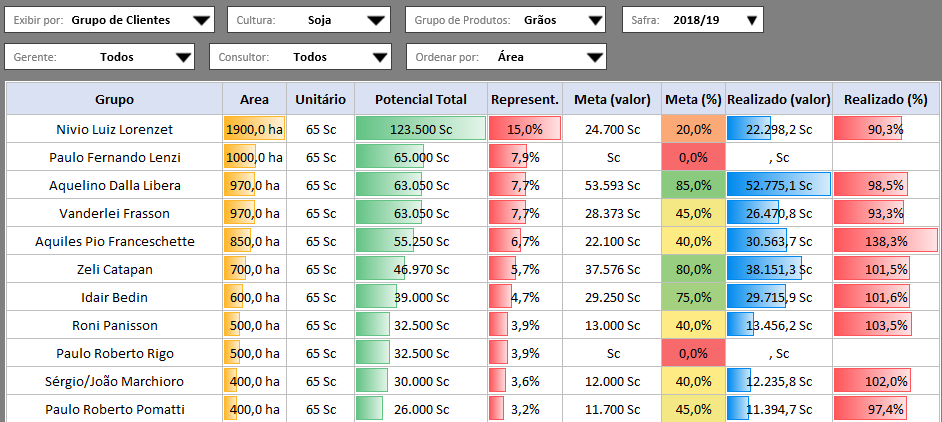 Exibir por: Grupo de Clientes Cultura: Soja Grupo de Produtos: Grãos Safra: 2018/19
Gerente: Todos Consultor: Todos Ordenar por: Área
Grupo Area Unitário Potencial Total Represent. Meta (valor) Meta (%) Realizado (valor) Realizado (%)
Nivio Luiz Lorenzet 1900,0 ha 65 Sc 123.500 Sc 15,0% 24.700 Sc 20,0% 22.298,2 Sc 90,3%
Paulo Fernando Lenzi 1000,0 ha 65 Sc 65.000 Sc 7,9% Sc 0,0% , Sc
Aquelino Dalla Libera 970,0 ha 65 Sc 63.050 Sc 7,7% 53.593 Sc 85,0% 52.775,1 Sc 98,5%
Vanderlei Frasson 970,0 ha 65 Sc 63.050 Sc 7,7% 28.373 Sc 45,0% 26.470,8 Sc 93,3%
Aquiles Pio Franceschette 850,0 ha 65 Sc 55.250 Sc 6,7% 22.100 Sc 40,0% 30.563,7 Sc 138,3%
Zeli Catapan 700,0 ha 65 Sc 46.970 Sc 5,7% 37.576 Sc 80,0% 38.151,3 Sc 101,5%
Idair Bedin 600,0 ha 65 Sc 39.000 Sc 4,7% 29.250 Sc 75,0% 29.715,9 Sc 101,6%
Roni Panisson 500,0 ha 65 Sc 32.500 Sc 3,9% 13.000 Sc 40,0% 13.456,2 Sc 103,5%
Paulo Roberto Rigo 500,0 ha 65 Sc 32.500 Sc 3,9% Sc 0,0% , Sc
Sérgio/João Marchioro 400,0 ha 65 Sc 30.000 Sc 3,6% 12.000 Sc 40,0% 12.235,8 Sc 102,0%
Paulo Roberto Pomatti 400,0 ha 65 Sc 26.000 Sc 3,2% 11.700 Sc 45,0% 11.394,7 Sc 97,4%